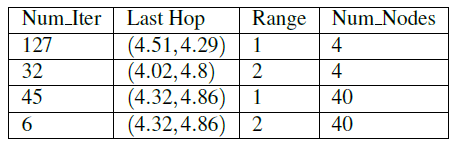 Num_Iter Last Hop Range Num_Nodes
127 (4.51,4.29) 1 4
32 (4.02,4.8) 2 4
45 (4.32,4.86) 1 40
6 (4.32,4.86) 2 40